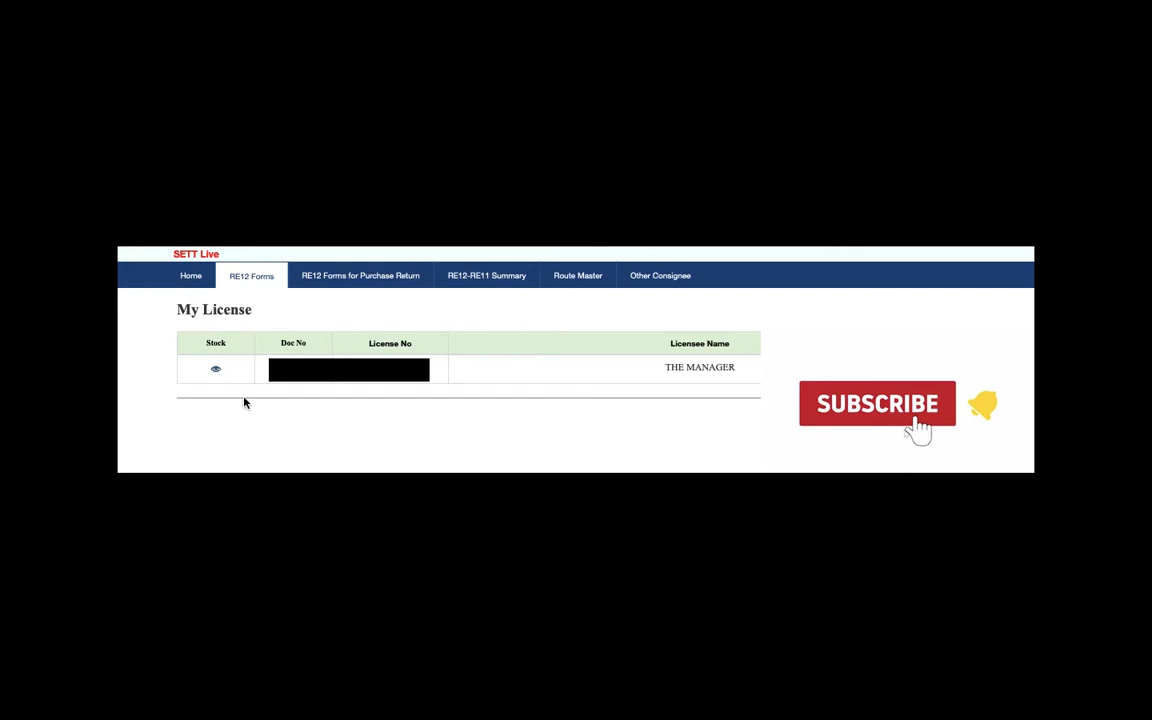 SETT Live
Home RE12 Forms RE12 Forms for Purchase Return RE12-RE11 Summary Route Master Other Consignee
My License
Stock Doc No License No Licensee Name
THE MANAGER
SUBSCRIBE